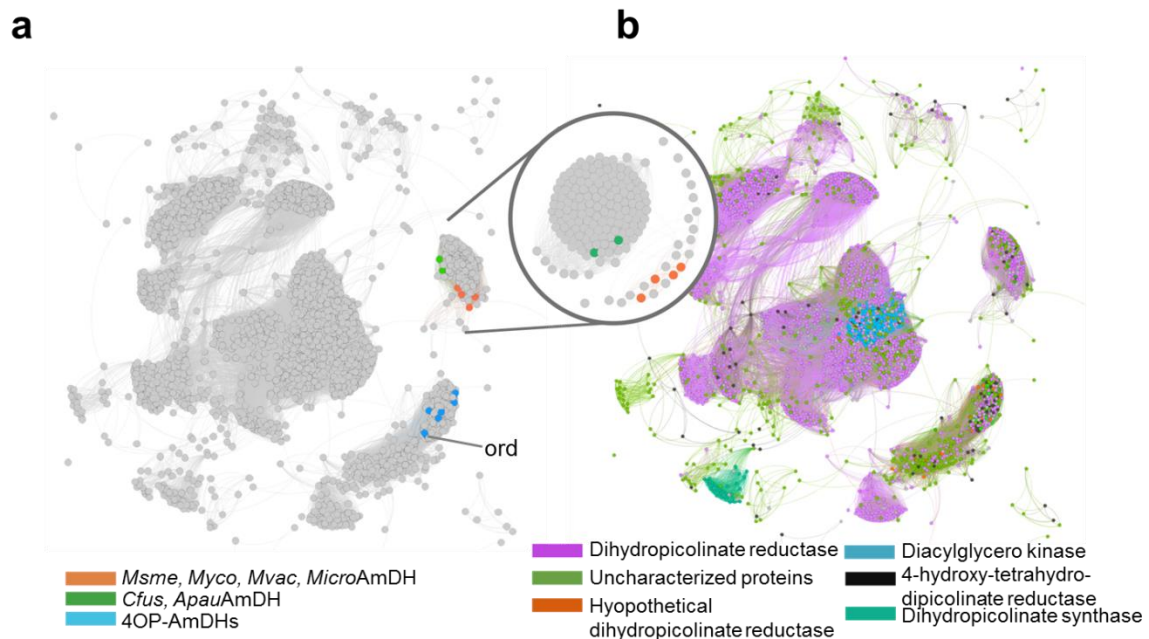 a
b
ord
Msme, Myco, Mvac, MicroAmDH
Cfus, ApauAmDH
4OP-AmDHs
Dihydropicolinate reductase
Uncharacterized proteins
Hyopothetical
dihydropicolinate reductase
Diacylglycero kinase
4-hydroxy-tetrahydro-
dipicolinate reductase
Dihydropicolinate synthase